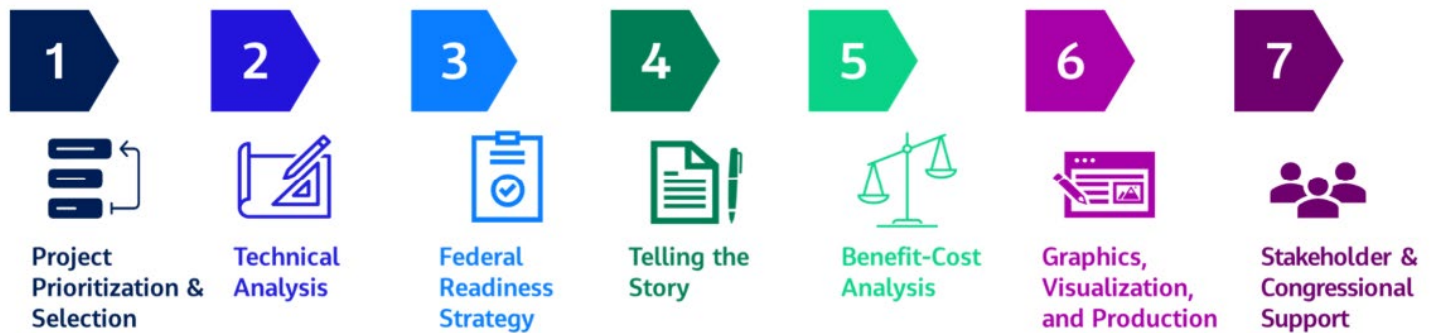 1
2
3
4
5
6
7
Project
Prioritization &
Selection
Technical
Analysis
Federal
Readiness
Strategy
Telling the
Story
Benefit-Cost
Analysis
Graphics,
Visualization,
and Production
Stakeholder &
Congressional
Support